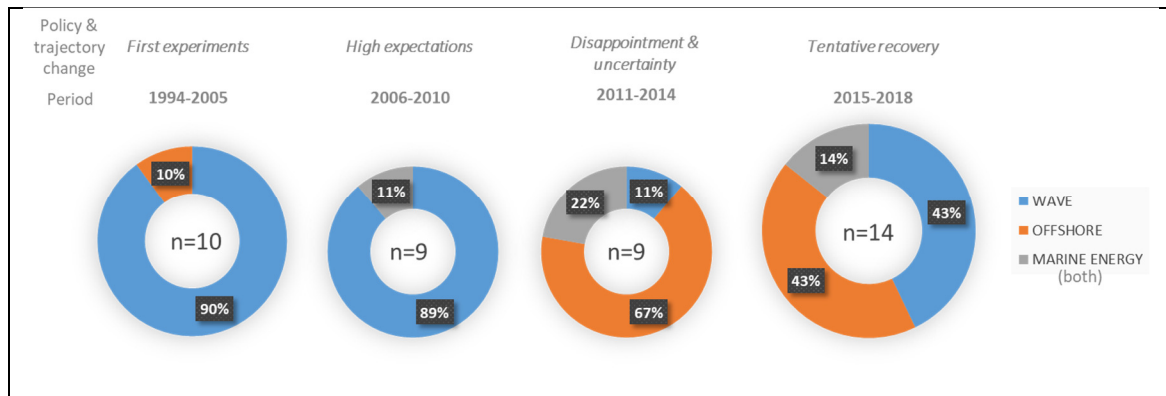 Policy &
trajectory
change
First experiments
High expectations
Disappointment &
uncertainty
Tentative recovery
Period
1994-2005
2006-2010
2011-2014
2015-2018
10%
n=10
90%
11%
n=9
89%
22%
11%
n=9
67%
14%
43%
n=14
43%
WAVE
OFFSHORE
MARINE ENERGY
(both)